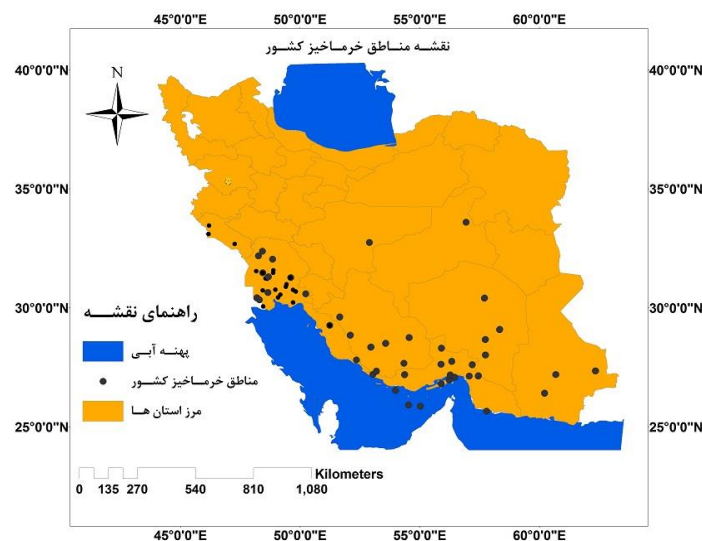 45°0'0"E 50°0'0"E 55°0'0"E 60°0'0"E
نقشه مناطق خرماخیز کشور
40°0'0"N 40°0'0"N
N
35°0'0"N 35°0'0"N
30°0'0"N 30°0'0"N
راهنمای نقشه
پهنه آبی
مناطق خرماخیز کشور
مرز استان ها
25°0'0"N 25°0'0"N
Kilometers
0 135 270 540 810 1,080
45°0'0"E 50°0'0"E 55°0'0"E 60°0'0"E